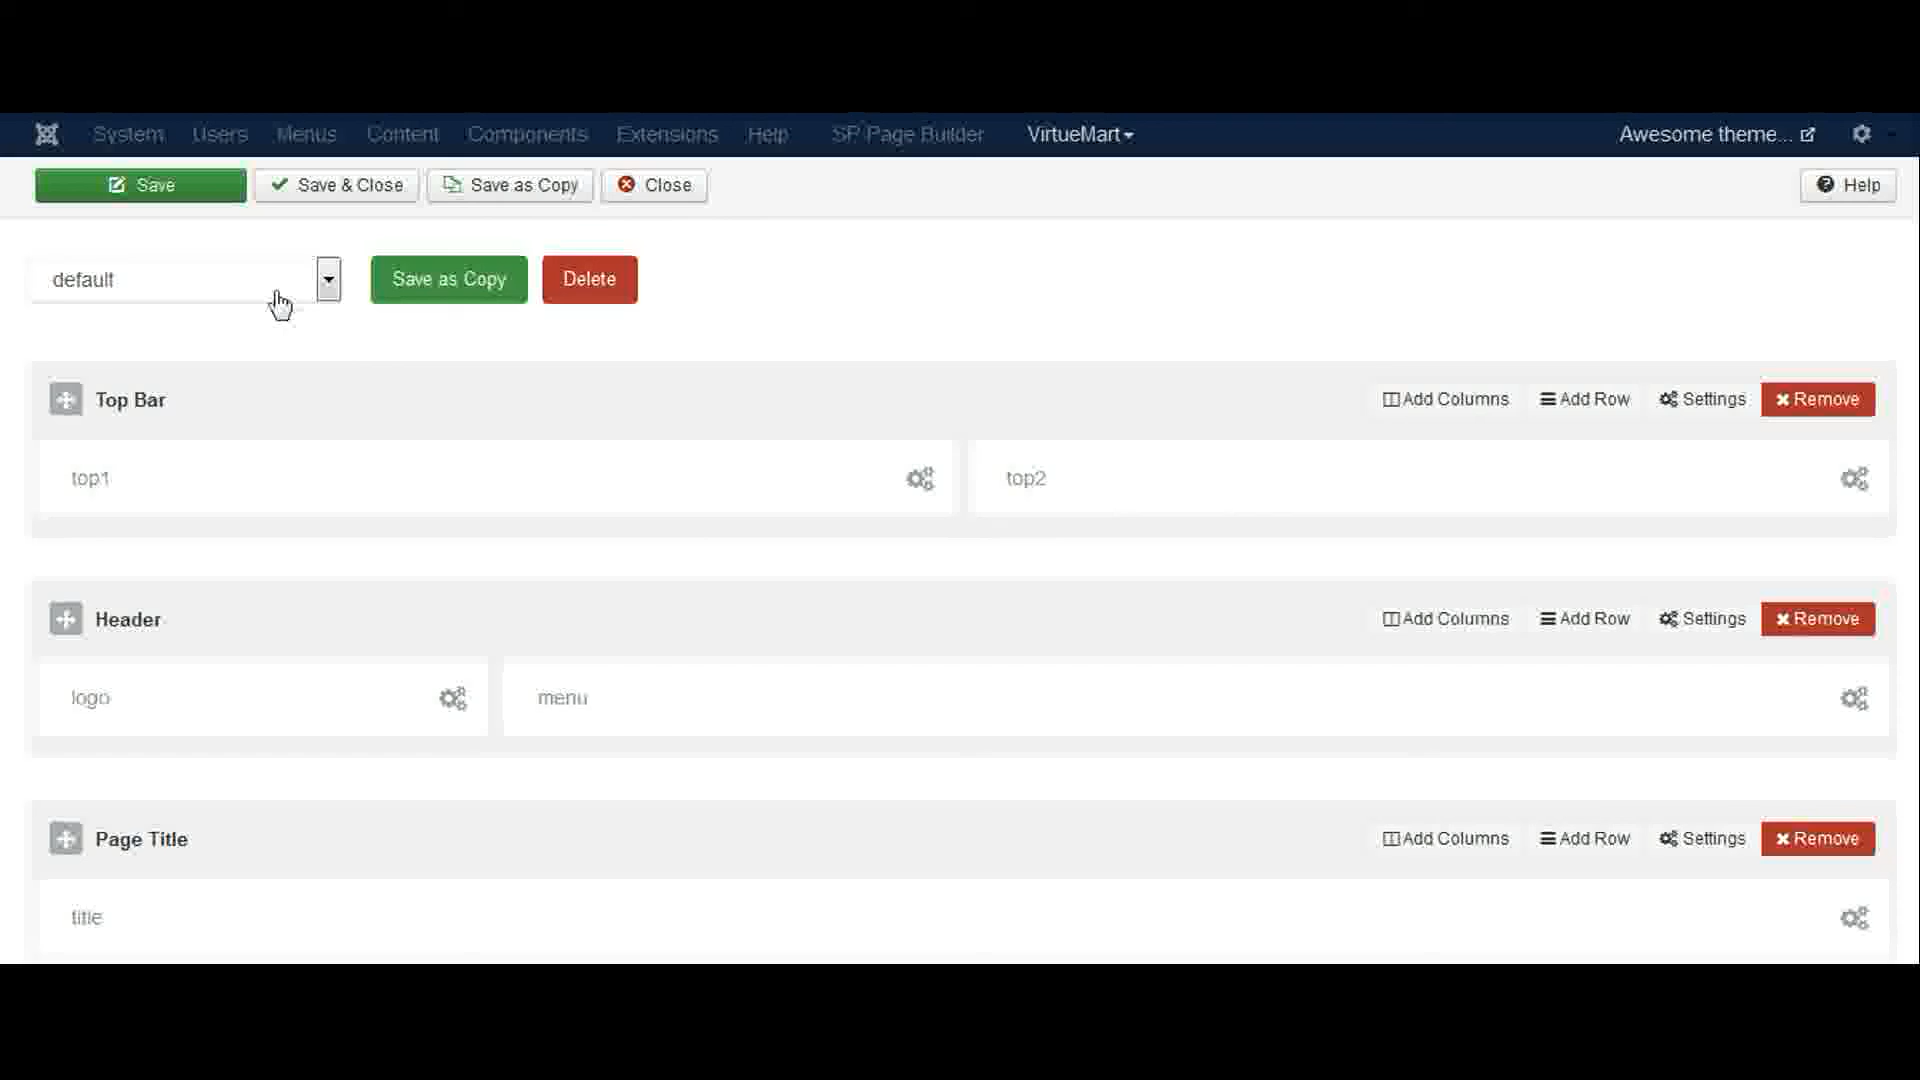 System Users Menus Content Components Extensions Help SP Page Builder VirtueMart Awesome theme...
Save Save & Close Save as Copy Close Help
default Save as Copy Delete
Top Bar Add Columns Add Row Settings Remove
top1 top2
Header Add Columns Add Row Settings Remove
logo menu
Page Title Add Columns Add Row Settings Remove
title